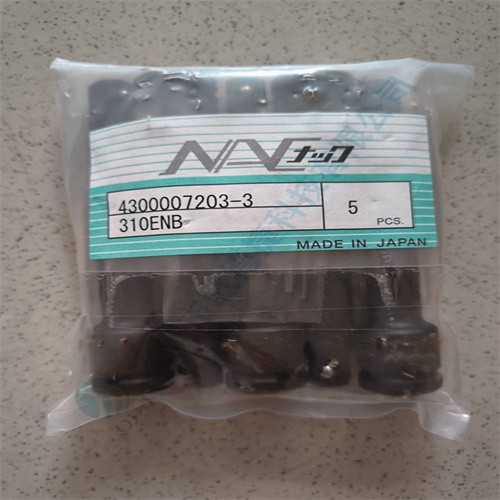 NAC ナック
4300007203-3
310ENB
5
PCS.
MADE IN JAPAN